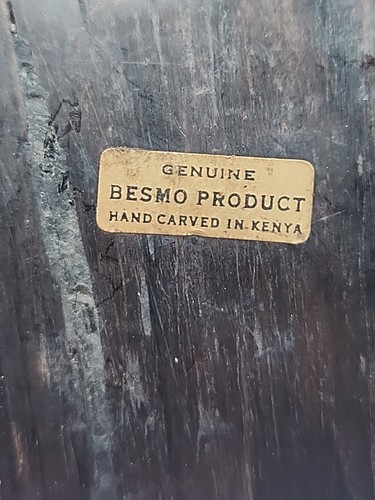 GENUINE
BESMO PRODUCT
HAND CARVED IN KENYA